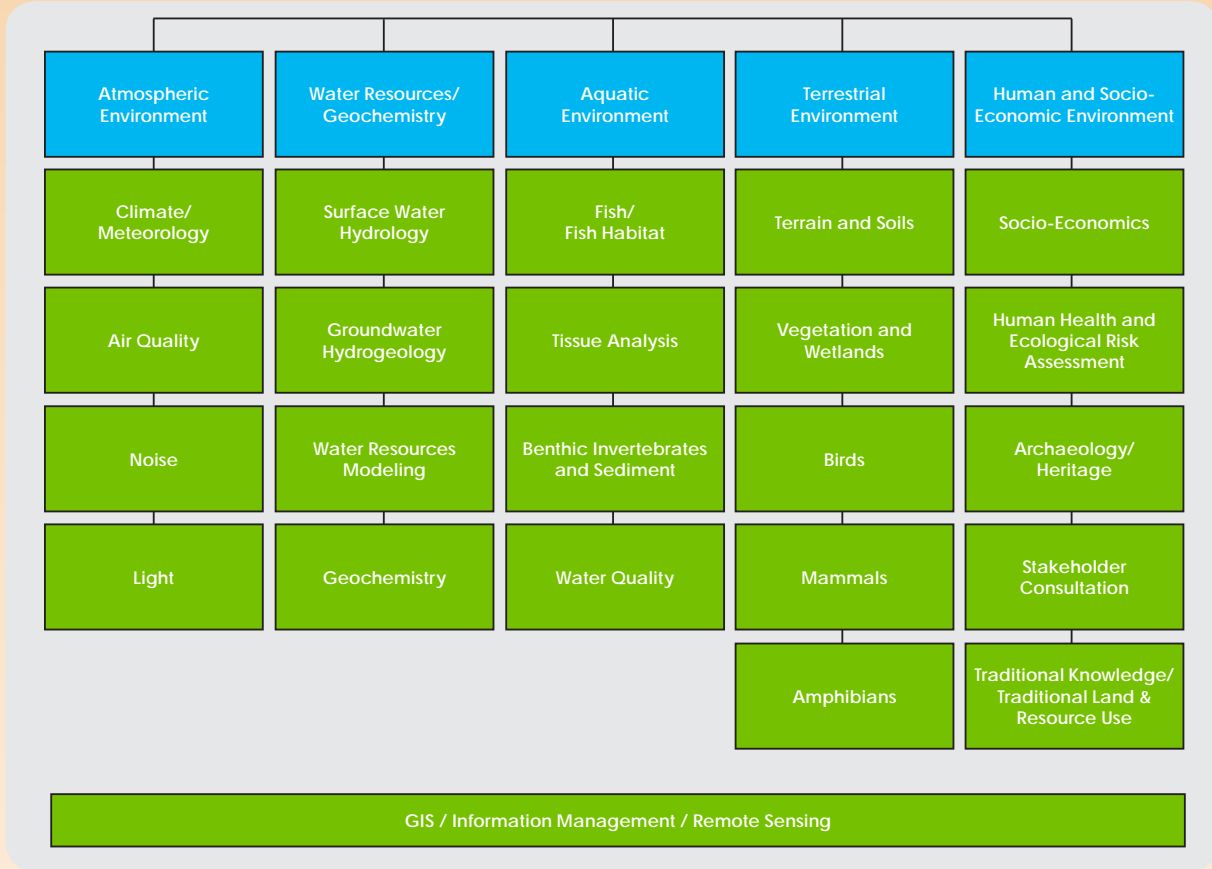 Atmospheric
Environment
Water Resources/
Geochemistry
Aquatic
Environment
Terrestrial
Environment
Human and Socio-
Economic Environment
Climate/
Meteorology
Surface Water
Hydrology
Fish/
Fish Habitat
Terrain and Soils
Socio-Economics
Air Quality
Groundwater
Hydrogeology
Tissue Analysis
Vegetation and
Wetlands
Human Health and
Ecological Risk
Assessment
Noise
Water Resources
Modeling
Benthic Invertebrates
and Sediment
Birds
Archaeology/
Heritage
Light
Geochemistry
Water Quality
Mammals
Stakeholder
Consultation
Amphibians
Traditional Knowledge/
Traditional Land &
Resource Use
GIS / Information Management / Remote Sensing